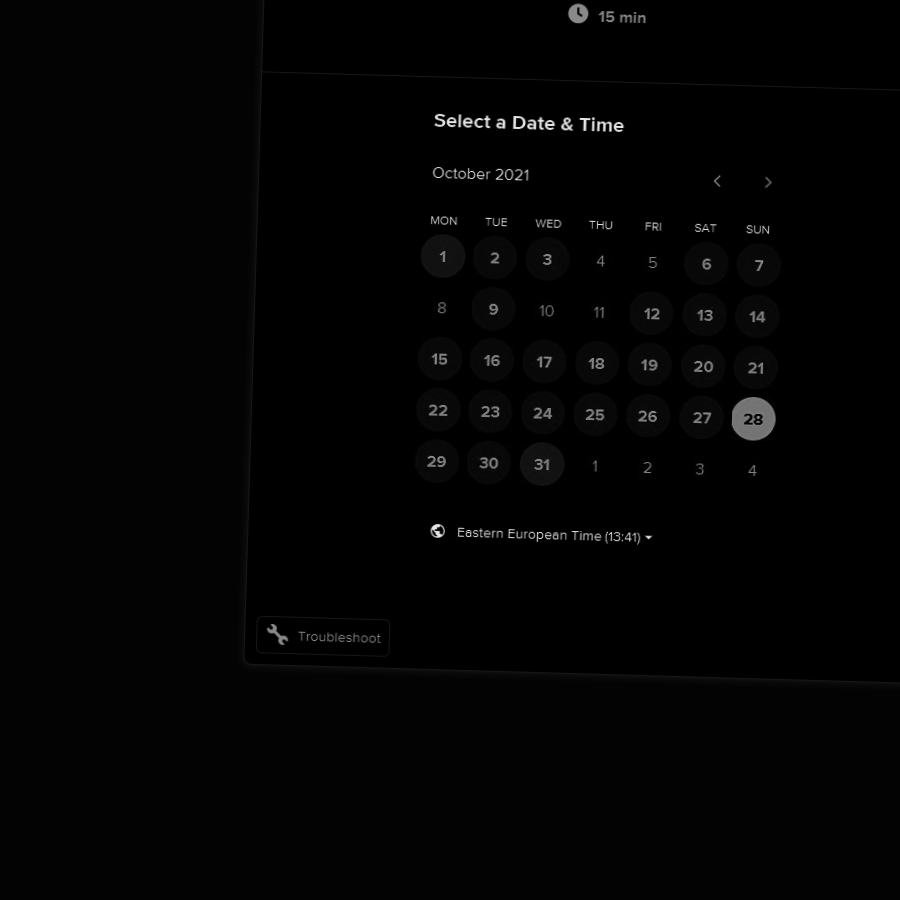 15 min
Select a Date & Time
October 2021
MON TUE WED THU FRI SAT SUN
1 2 3 4 5 6 7
8 9 10 11 12 13 14
15 16 17 18 19 20 21
22 23 24 25 26 27 28
29 30 31 1 2 3 4
Eastern European Time (13:41)
Troubleshoot